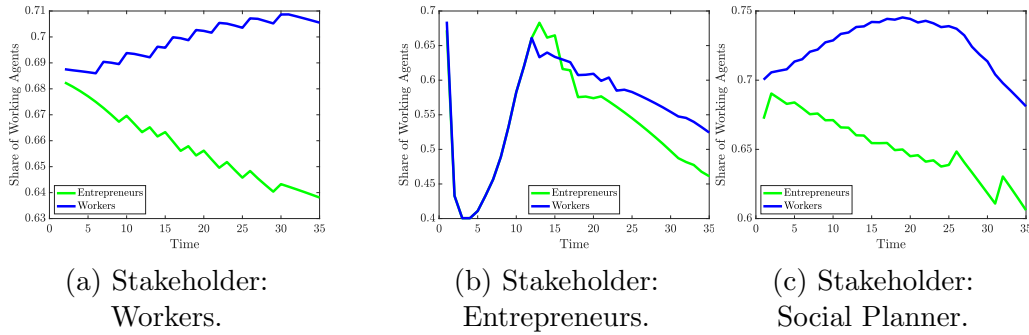 0.71
0.7
0.69
0.68
0.67
0.66
0.65
0.64
0.63
0 5 10 15 20 25 30 35
Share of Working Agents
Time
Entrepreneurs
Workers
(a) Stakeholder:
Workers.
0.7
0.65
0.6
0.55
0.5
0.45
0.4
0 5 10 15 20 25 30 35
Share of Working Agents
Time
Entrepreneurs
Workers
(b) Stakeholder:
Entrepreneurs.
0.75
0.7
0.65
0.6
0 5 10 15 20 25 30 35
Share of Working Agents
Time
Entrepreneurs
Workers
(c) Stakeholder:
Social Planner.